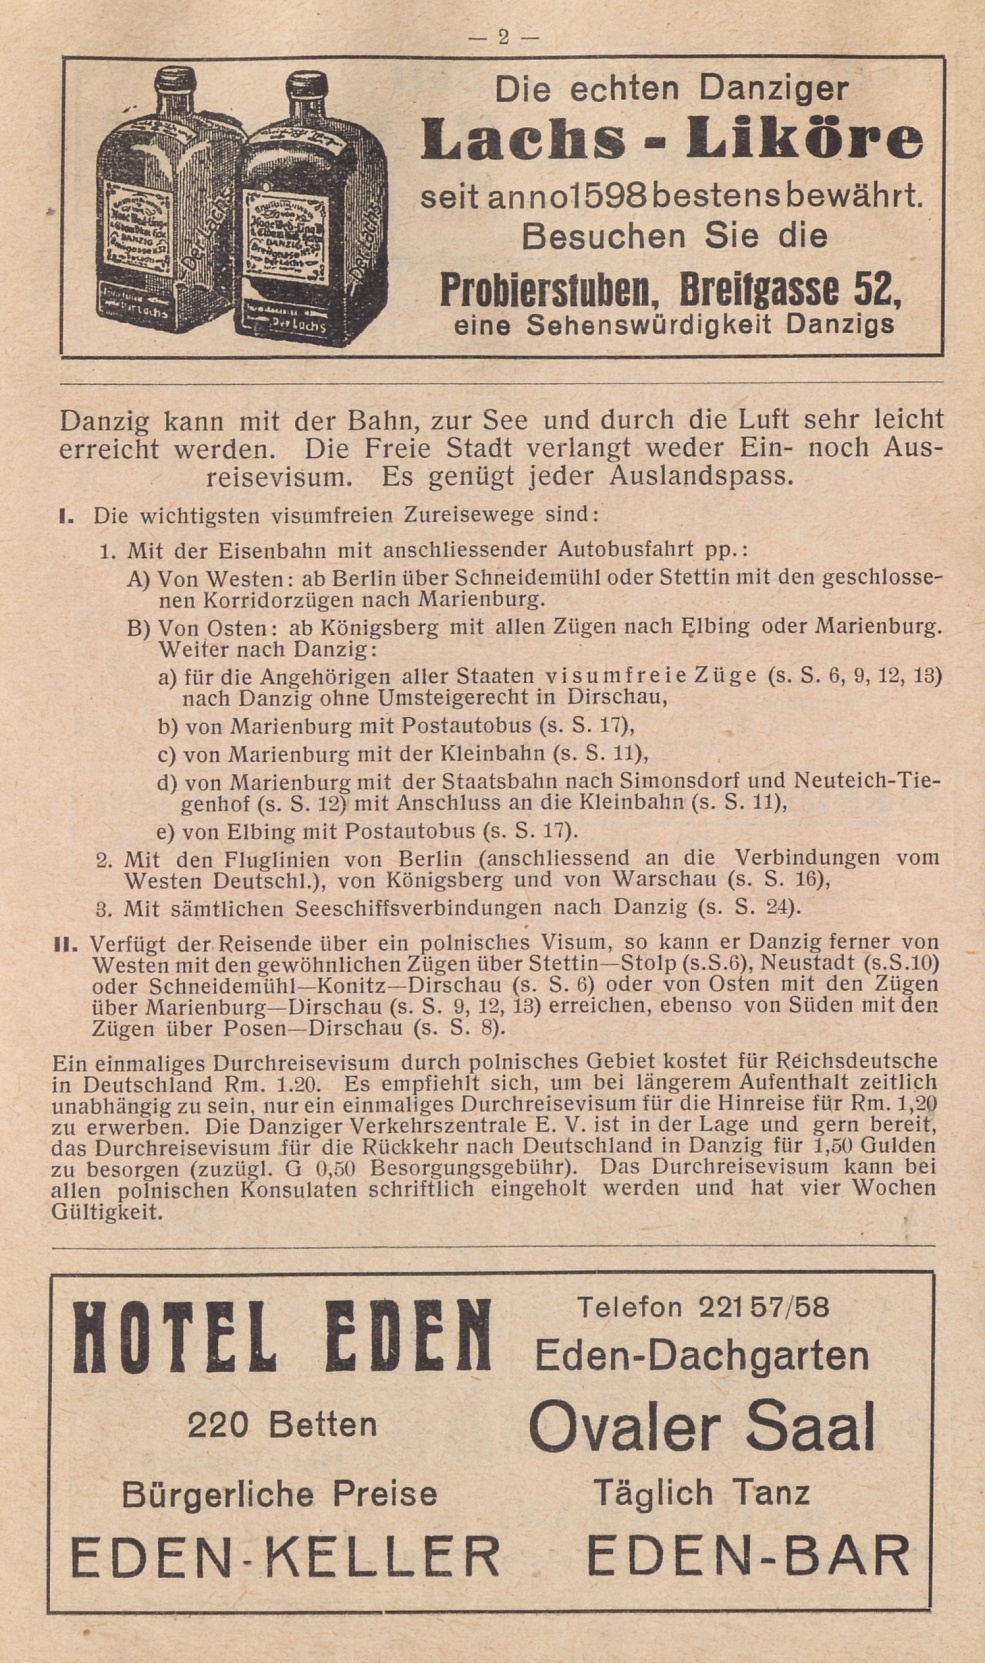 — 2 —
Die echten Danziger
Lachs - Liköre
seit anno 1598 bestens bewährt.
Besuchen Sie die
Probierstuben, Breitgasse 52,
eine Sehenswürdigkeit Danzigs
Der Lachs
Der Lachs
DANZIG
DANZIG
Der Lachs
Der Lachs
Danzig kann mit der Bahn, zur See und durch die Luft sehr leicht
erreicht werden. Die Freie Stadt verlangt weder Ein- noch Aus-
reisevisum. Es genügt jeder Auslandspass.
I. Die wichtigsten visumfreien Zureisewege sind:
1. Mit der Eisenbahn mit anschliessender Autobusfahrt pp.:
A) Von Westen: ab Berlin über Schneidemühl oder Stettin mit den geschlosse-
nen Korridorzügen nach Marienburg.
B) Von Osten: ab Königsberg mit allen Zügen nach Elbing oder Marienburg.
Weiter nach Danzig:
a) für die Angehörigen aller Staaten visumfreie Züge (s. S. 6, 9, 12, 13)
nach Danzig ohne Umsteigerecht in Dirschau,
b) von Marienburg mit Postautobus (s. S. 17),
c) von Marienburg mit der Kleinbahn (s. S. 11),
d) von Marienburg mit der Staatsbahn nach Simonsdorf und Neuteich-Tie-
genhof (s. S. 12) mit Anschluss an die Kleinbahn (s. S. 11),
e) von Elbing mit Postautobus (s. S. 17).
2. Mit den Fluglinien von Berlin (anschliessend an die Verbindungen vom
Westen Deutschl.), von Königsberg und von Warschau (s. S. 16),
3. Mit sämtlichen Seeschiffsverbindungen nach Danzig (s. S. 24).
II. Verfügt der Reisende über ein polnisches Visum, so kann er Danzig ferner von
Westen mit den gewöhnlichen Zügen über Stettin—Stolp (s.S.6), Neustadt (s.S.10)
oder Schneidemühl—Konitz—Dirschau (s. S. 6) oder von Osten mit den Zügen
über Marienburg—Dirschau (s. S. 9, 12, 13) erreichen, ebenso von Süden mit den
Zügen über Posen—Dirschau (s. S. 8).
Ein einmaliges Durchreisevisum durch polnisches Gebiet kostet für Reichsdeutsche
in Deutschland Rm. 1.20. Es empfiehlt sich, um bei längerem Aufenthalt zeitlich
unabhängig zu sein, nur ein einmaliges Durchreisevisum für die Hinreise für Rm. 1,20
zu erwerben. Die Danziger Verkehrszentrale E. V. ist in der Lage und gern bereit,
das Durchreisevisum für die Rückkehr nach Deutschland in Danzig für 1,50 Gulden
zu besorgen (zuzügl. G 0,50 Besorgungsgebühr). Das Durchreisevisum kann bei
allen polnischen Konsulaten schriftlich eingeholt werden und hat vier Wochen
Gültigkeit.
HOTEL EDEN
220 Betten
Bürgerliche Preise
EDEN-KELLER
Telefon 221 57/58
Eden-Dachgarten
Ovaler Saal
Täglich Tanz
EDEN-BAR